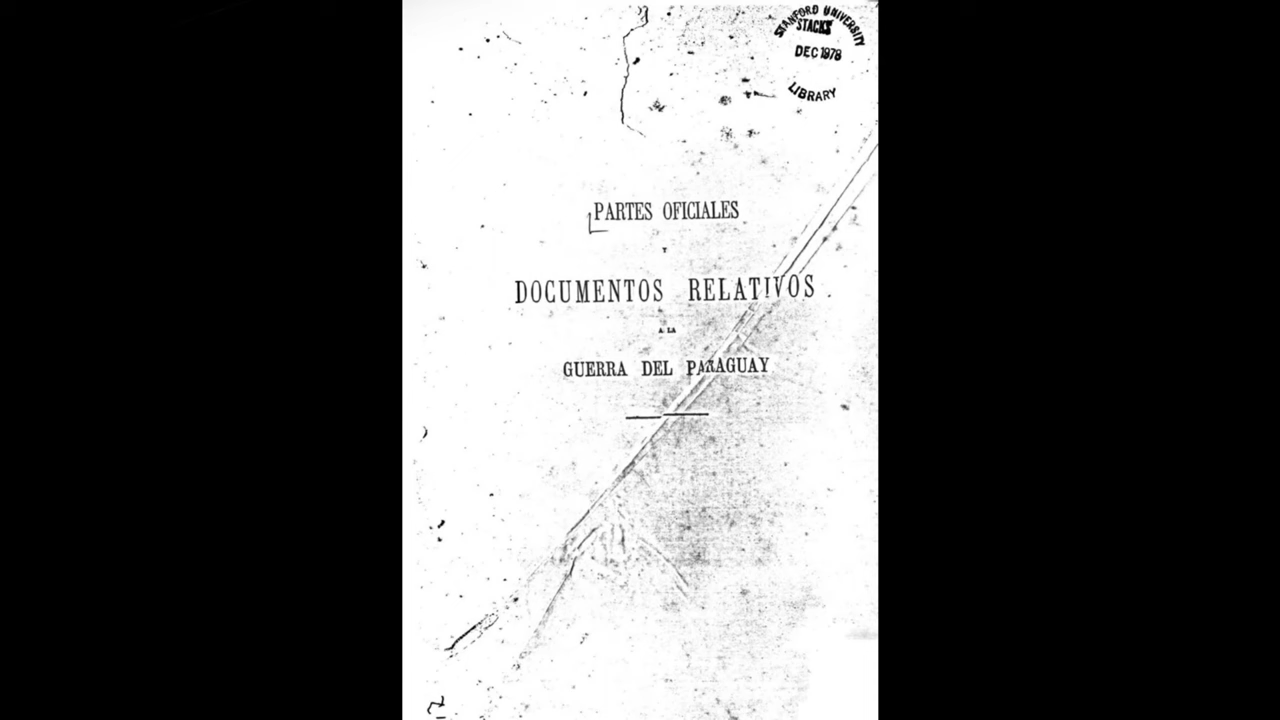 STANFORD UNIVERSITY
STACKS
DEC 1978
LIBRARY
PARTES OFICIALES
Y
DOCUMENTOS RELATIVOS
A LA
GUERRA DEL PARAGUAY